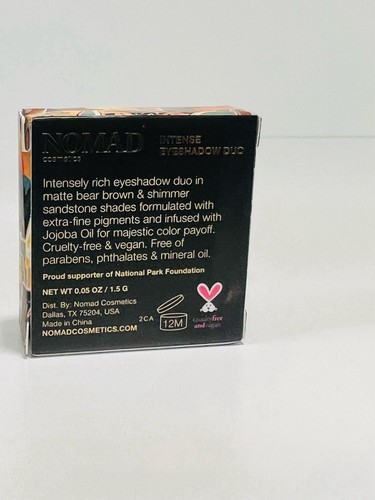 NOMAD
cosmetics
INTENSE
EYESHADOW DUO
Intensely rich eyeshadow duo in
matte bear brown & shimmer
sandstone shades formulated with
extra-fine pigments and infused with
Jojoba Oil for majestic color payoff.
Cruelty-free & vegan. Free of
parabens, phthalates & mineral oil.
Proud supporter of National Park Foundation
NET WT 0.05 OZ / 1.5 G
Dist. By: Nomad Cosmetics
Dallas, TX 75204, USA
Made in China
NOMADCOSMETICS.COM
2CA
12M
crueltyfree
and vegan